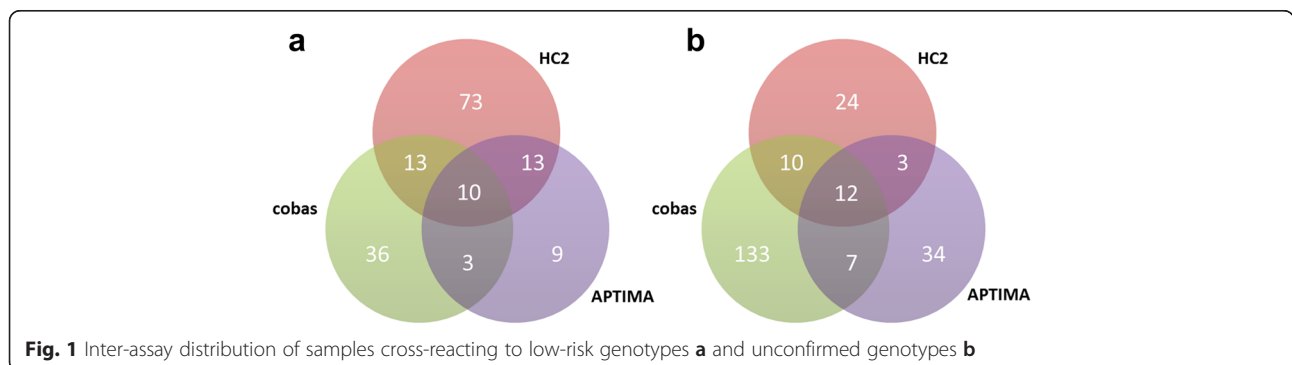 a
b
HC2
HC2
73
24
13
13
10
3
10
12
cobas
cobas
36
3
9
133
7
34
APTIMA
APTIMA
Fig. 1 Inter-assay distribution of samples cross-reacting to low-risk genotypes a and unconfirmed genotypes b